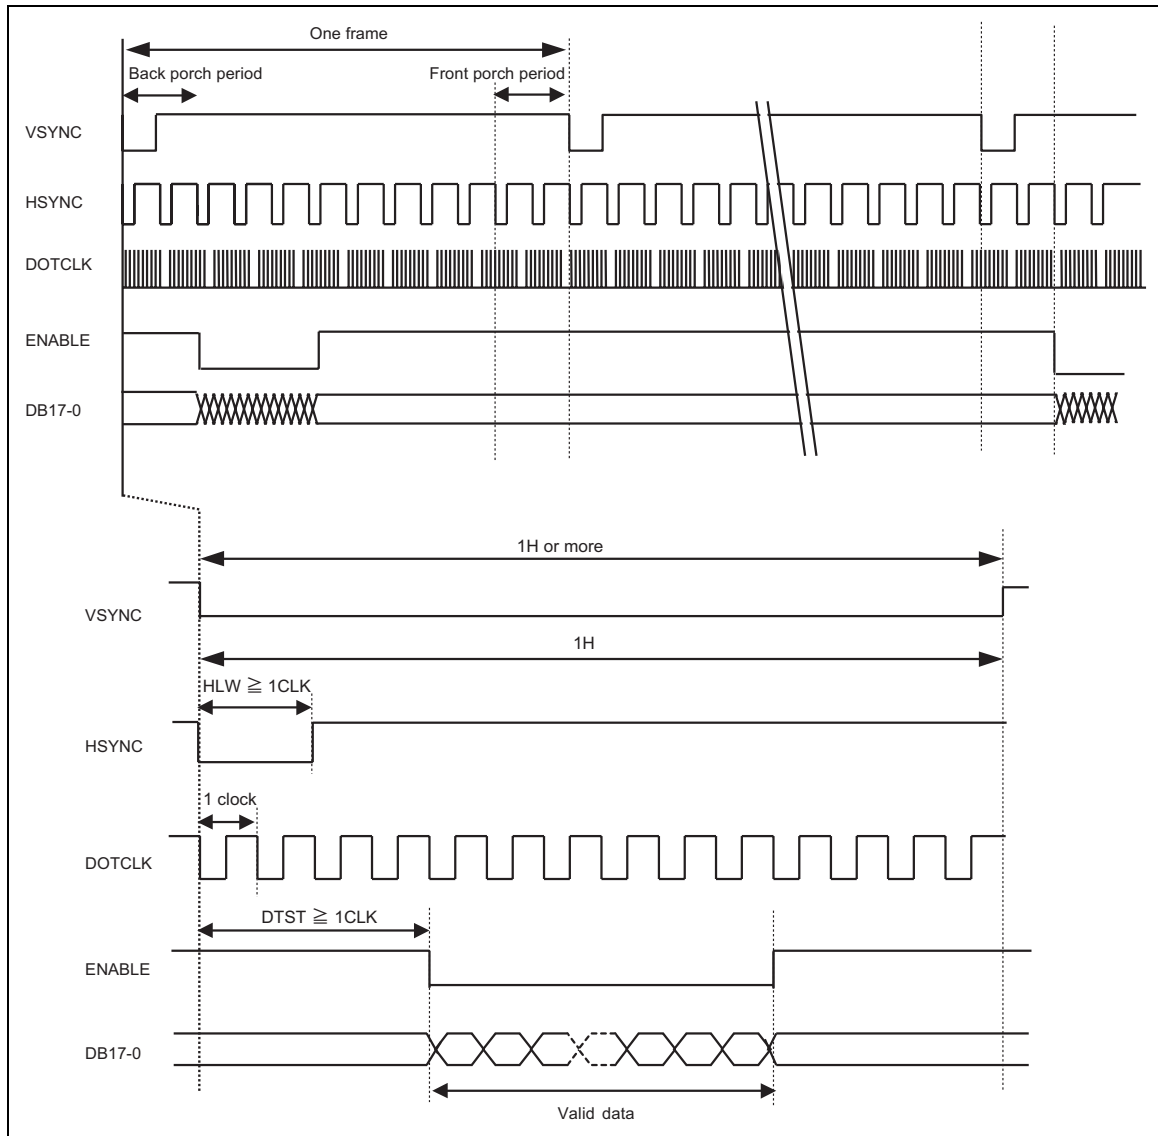 One frame
Back porch period
Front porch period
VSYNC
HSYNC
DOTCLK
ENABLE
DB17-0
1H or more
VSYNC
1H
HLW ≧ 1CLK
HSYNC
1 clock
DOTCLK
DTST ≧ 1CLK
ENABLE
DB17-0
Valid data